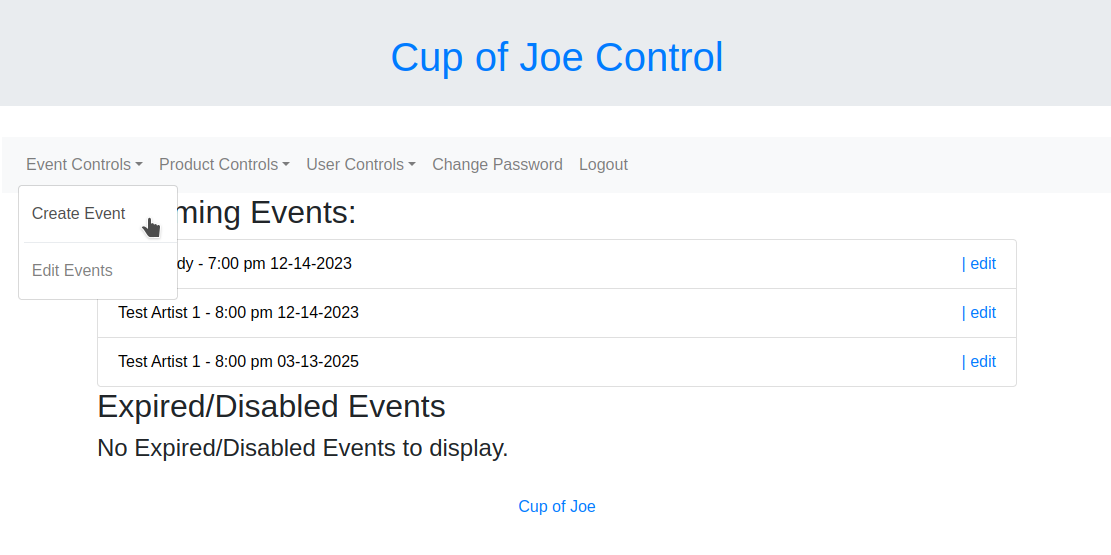 Cup of Joe Control
Event Controls Product Controls User Controls Change Password Logout
Create Event
Edit Events
ming Events:
dy - 7:00 pm 12-14-2023 | edit
Test Artist 1 - 8:00 pm 12-14-2023 | edit
Test Artist 1 - 8:00 pm 03-13-2025 | edit
Expired/Disabled Events
No Expired/Disabled Events to display.
Cup of Joe